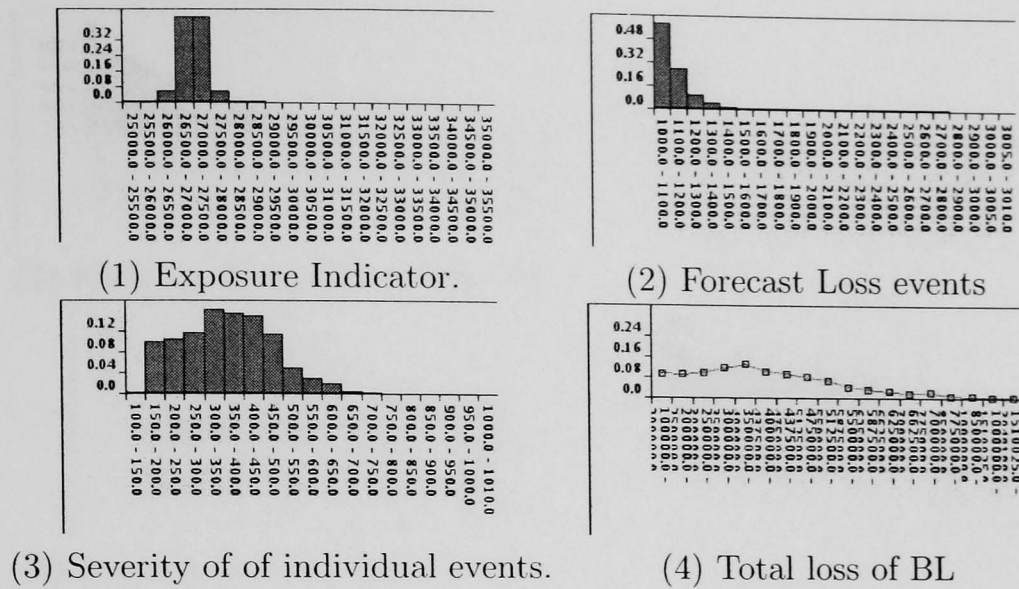 0.32
0.24
0.16
0.08
0.0
25000.0 - 25500.0
25500.0 - 26000.0
26000.0 - 26500.0
26500.0 - 27000.0
27000.0 - 27500.0
27500.0 - 28000.0
28000.0 - 28500.0
28500.0 - 29000.0
29000.0 - 29500.0
29500.0 - 30000.0
30000.0 - 30500.0
30500.0 - 31000.0
31000.0 - 31500.0
31500.0 - 32000.0
32000.0 - 32500.0
32500.0 - 33000.0
33000.0 - 33500.0
33500.0 - 34000.0
34000.0 - 34500.0
34500.0 - 35000.0
35000.0 - 35500.0
(1) Exposure Indicator.
0.48
0.32
0.16
0.0
1000.0 - 1100.0
1100.0 - 1200.0
1200.0 - 1300.0
1300.0 - 1400.0
1400.0 - 1500.0
1500.0 - 1600.0
1600.0 - 1700.0
1700.0 - 1800.0
1800.0 - 1900.0
1900.0 - 2000.0
2000.0 - 2100.0
2100.0 - 2200.0
2200.0 - 2300.0
2300.0 - 2400.0
2400.0 - 2500.0
2500.0 - 2600.0
2600.0 - 2700.0
2700.0 - 2800.0
2800.0 - 2900.0
2900.0 - 3000.0
3000.0 - 3005.0
3005.0 - 3010.0
(2) Forecast Loss events
0.12
0.08
0.04
0.0
100.0 - 150.0
150.0 - 200.0
200.0 - 250.0
250.0 - 300.0
300.0 - 350.0
350.0 - 400.0
400.0 - 450.0
450.0 - 500.0
500.0 - 550.0
550.0 - 600.0
600.0 - 650.0
650.0 - 700.0
700.0 - 750.0
750.0 - 800.0
800.0 - 850.0
850.0 - 900.0
900.0 - 950.0
950.0 - 1000.0
1000.0 - 1010.0
(3) Severity of of individual events.
0.24
0.16
0.08
0.0
(4) Total loss of BL